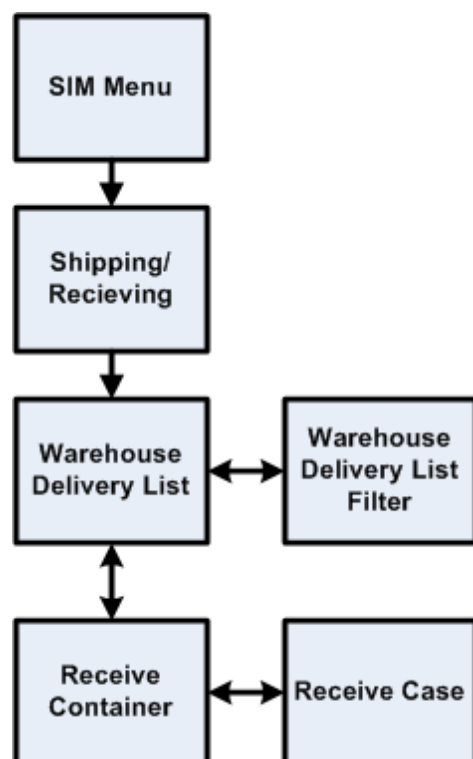 SIM Menu
Shipping/
Recieving
Warehouse
Delivery List
Warehouse
Delivery List
Filter
Receive
Container
Receive Case